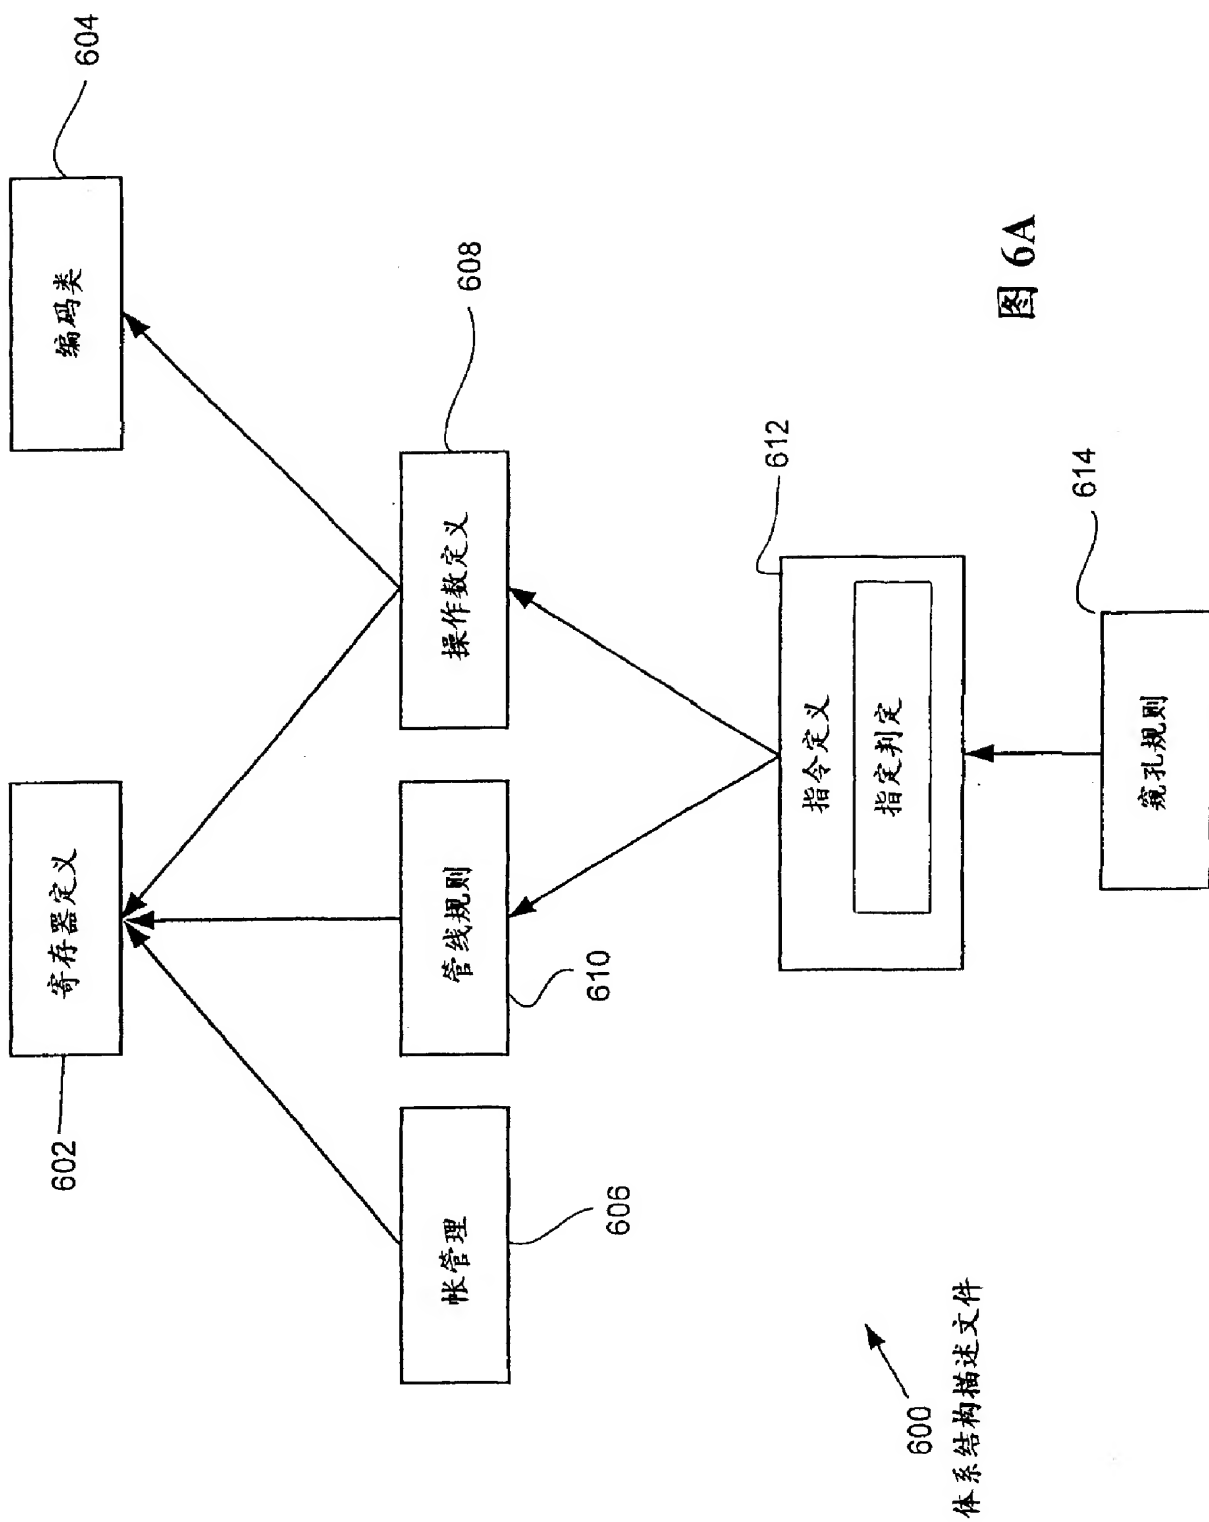 602
寄存器定义
编码类
604
帐管理
606
管线规则
610
操作数定义
608
指令定义
指定判定
612
窥孔规则
614
600
体系结构描述文件
图 6A